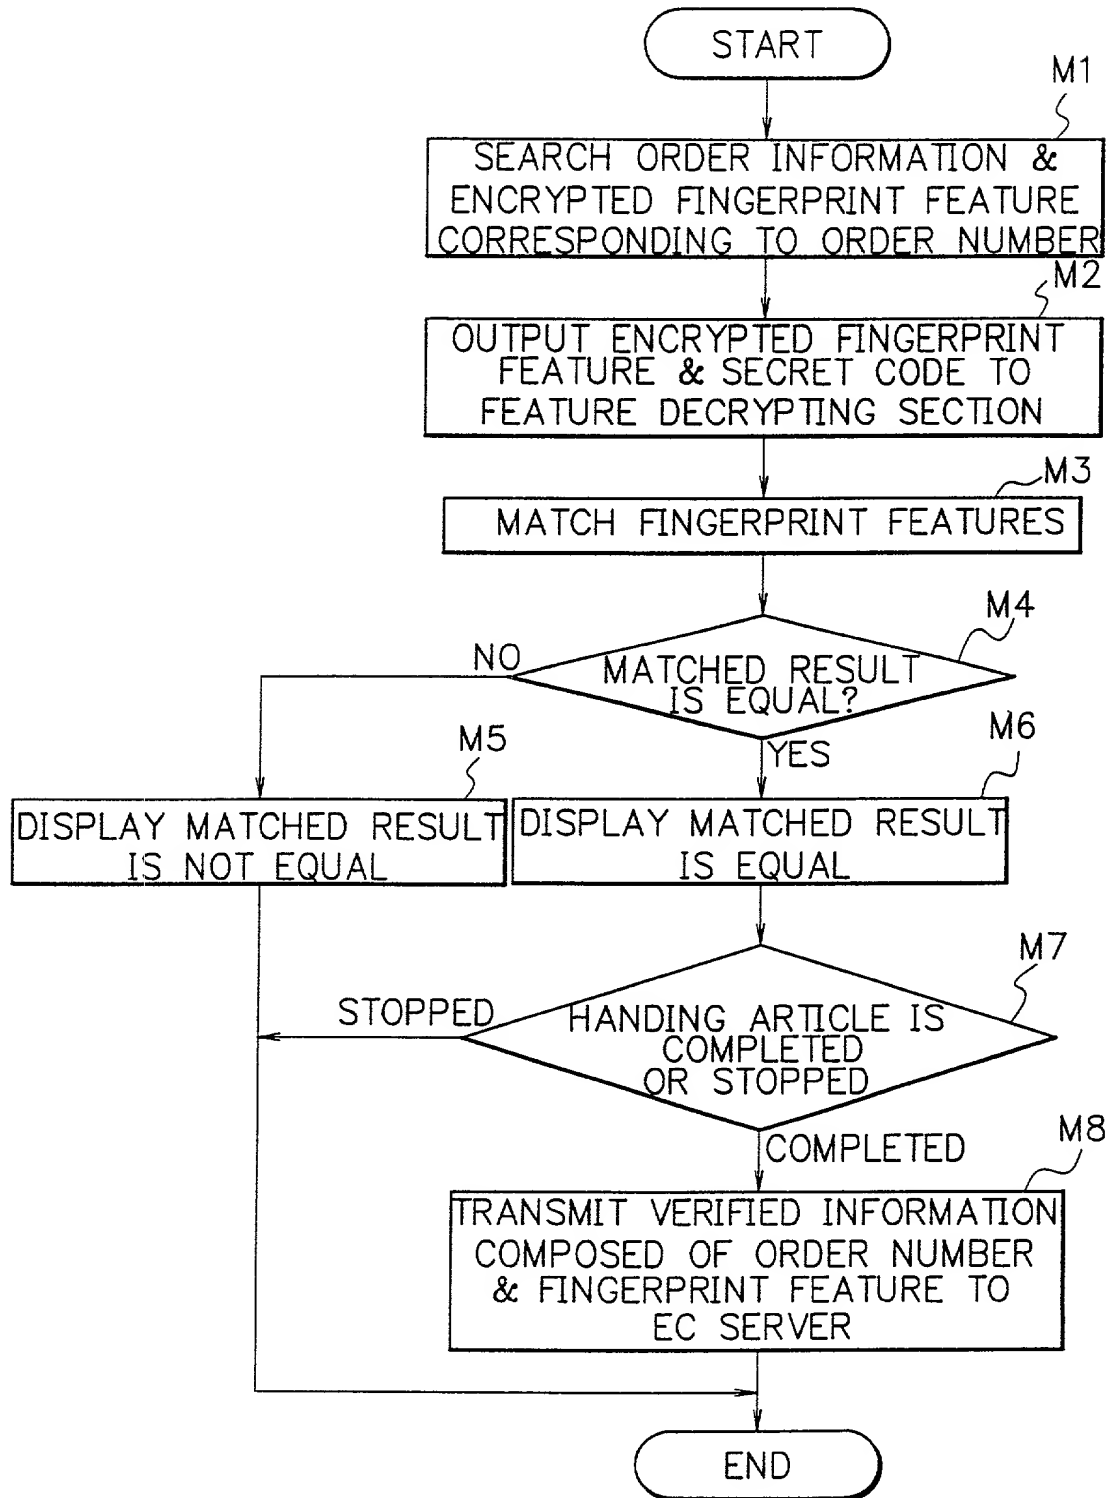 START
M1
SEARCH ORDER INFORMATION &
ENCRYPTED FINGERPRINT FEATURE
CORRESPONDING TO ORDER NUMBER
M2
OUTPUT ENCRYPTED FINGERPRINT
FEATURE & SECRET CODE TO
FEATURE DECRYPTING SECTION
M3
MATCH FINGERPRINT FEATURES
M4
NO
MATCHED RESULT
IS EQUAL?
YES
M5
DISPLAY MATCHED RESULT
IS NOT EQUAL
M6
DISPLAY MATCHED RESULT
IS EQUAL
M7
STOPPED
HANDING ARTICLE IS
COMPLETED
OR STOPPED
COMPLETED
M8
TRANSMIT VERIFIED INFORMATION
COMPOSED OF ORDER NUMBER
& FINGERPRINT FEATURE TO
EC SERVER
END